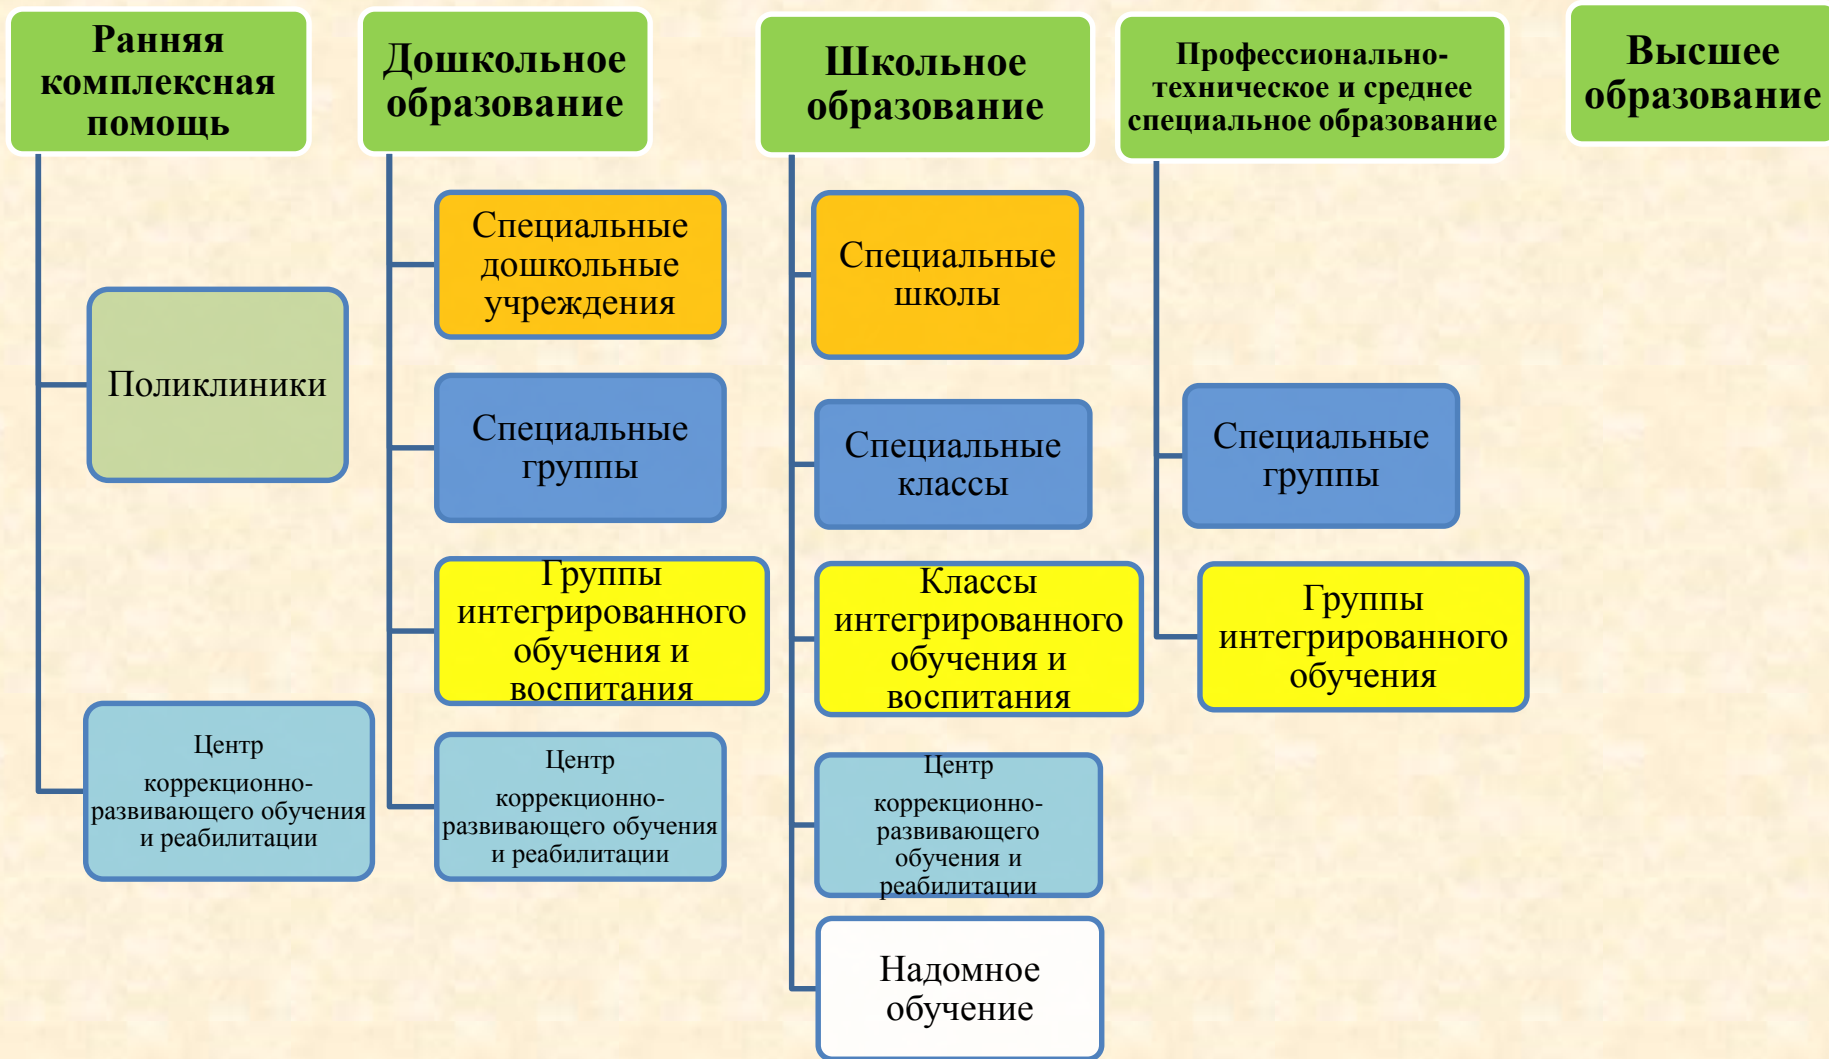 Ранняя
комплексная
помощь
Поликлиники
Центр
коррекционно-
развивающего обучения
и реабилитации
Дошкольное
образование
Специальные
дошкольные
учреждения
Специальные
группы
Группы
интегрированного
обучения и
воспитания
Центр
коррекционно-
развивающего обучения
и реабилитации
Школьное
образование
Специальные
школы
Специальные
классы
Классы
интегрированного
обучения и
воспитания
Центр
коррекционно-
развивающего
обучения и
реабилитации
Надомное
обучение
Профессионально-
техническое и среднее
специальное образование
Специальные
группы
Группы
интегрированного
обучения
Высшее
образование